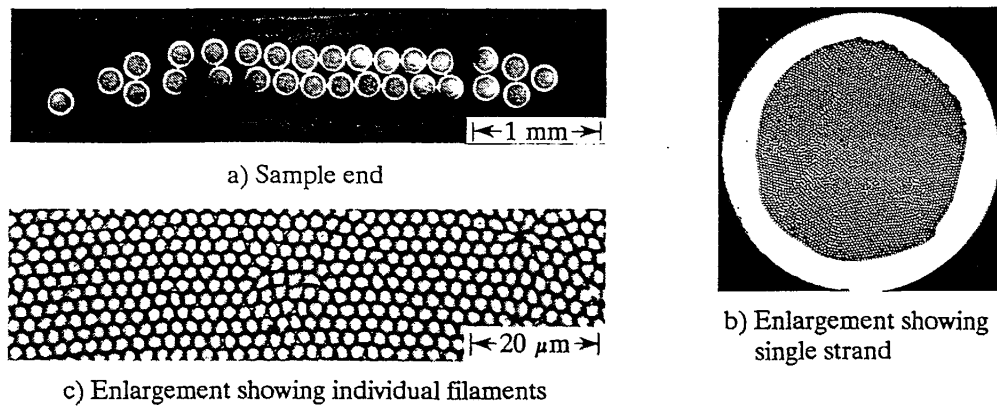 1 mm
a) Sample end
20 µm
c) Enlargement showing individual filaments
b) Enlargement showing
single strand